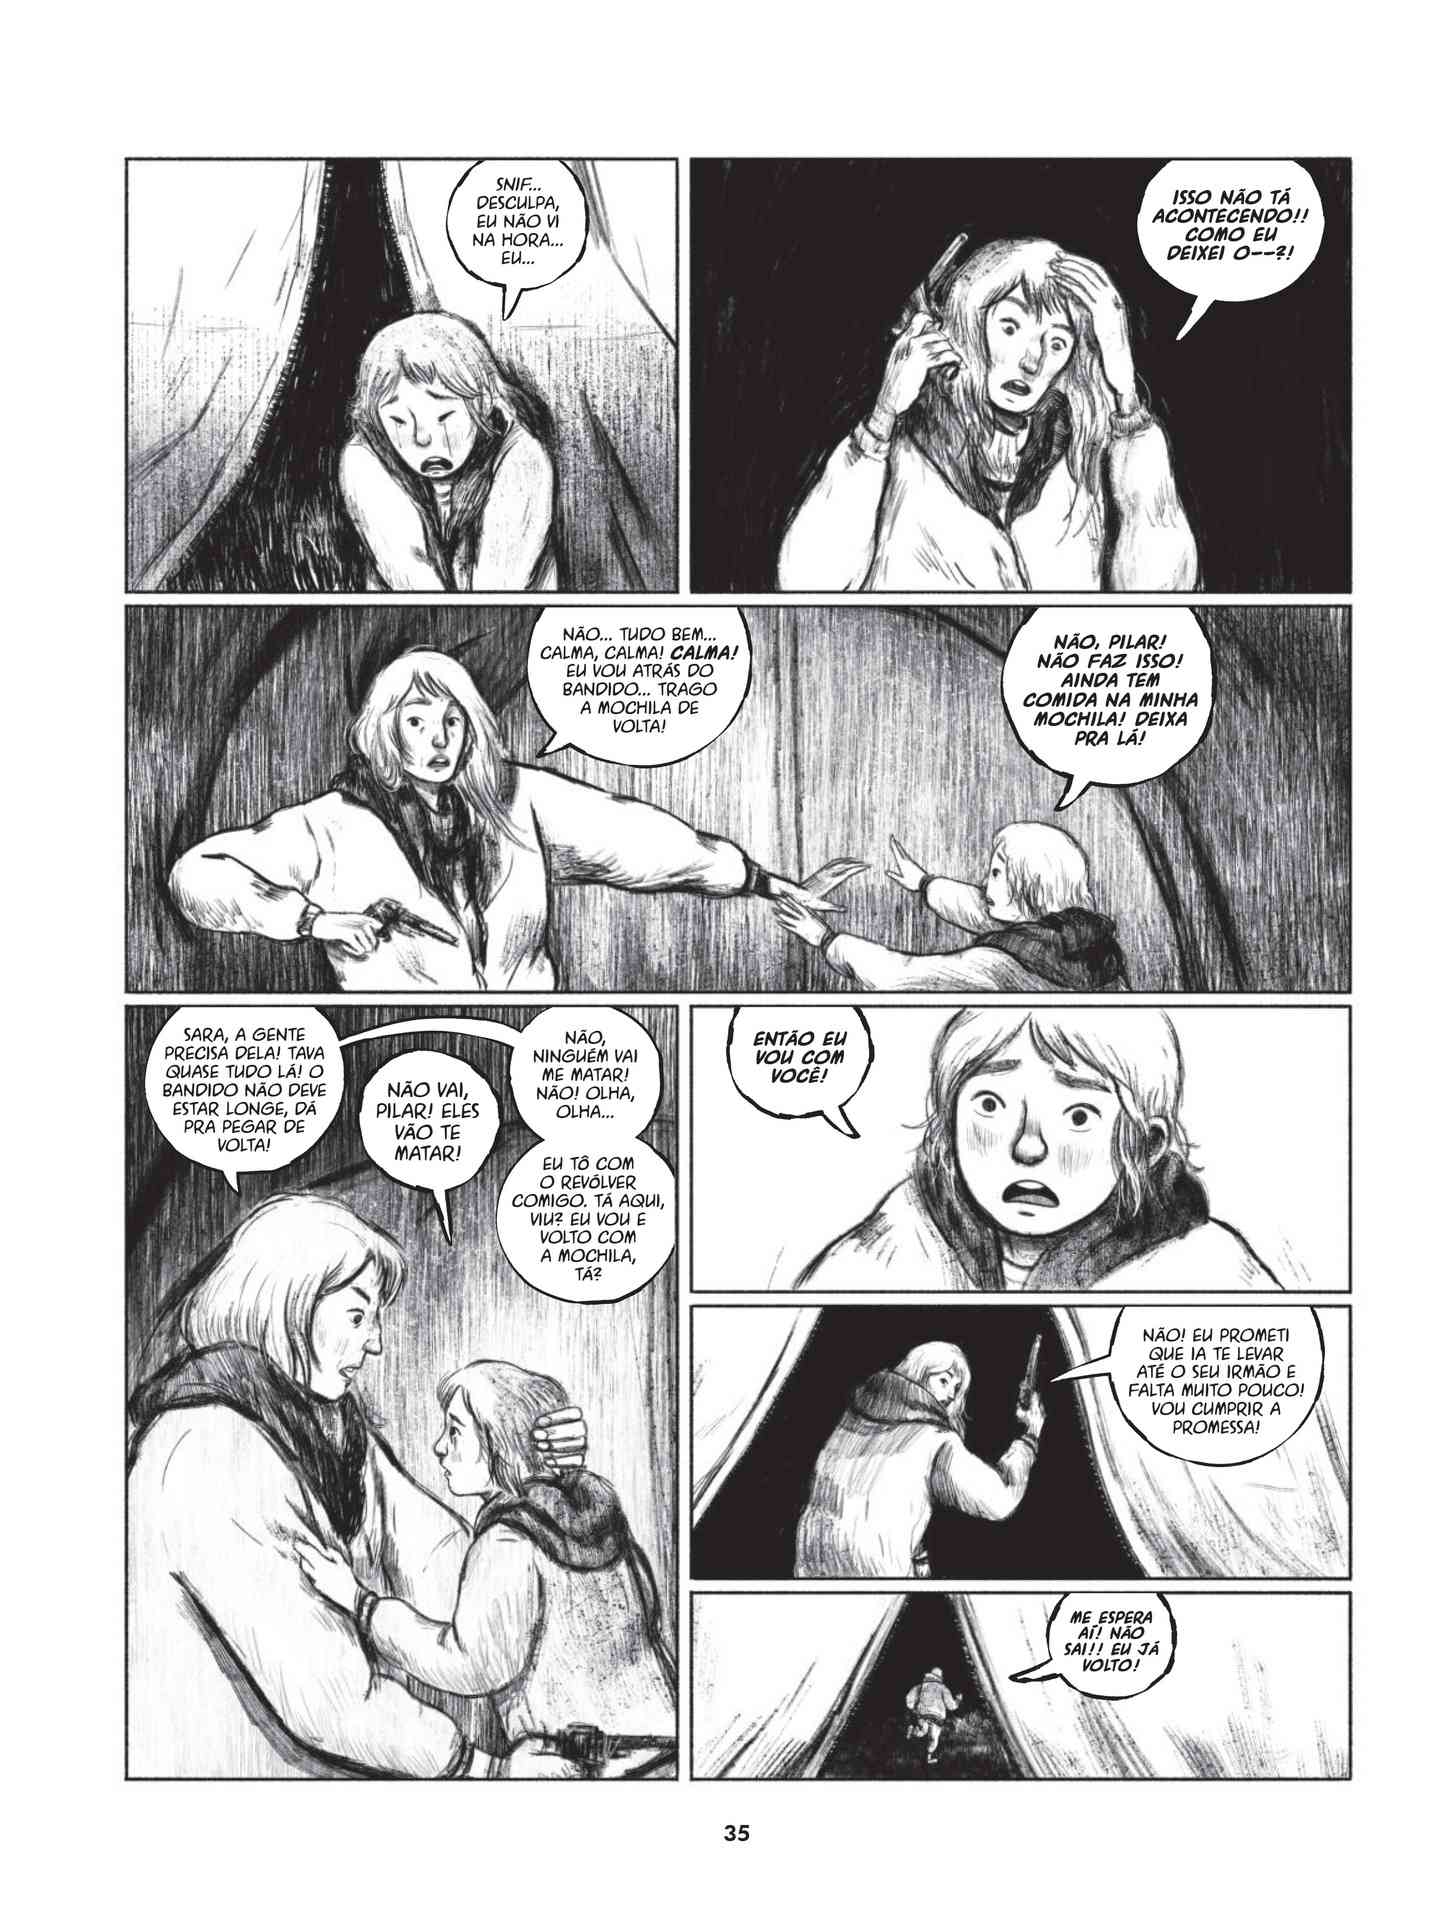 SNIF...
DESCULPA,
EU NÃO VI
NA HORA...
EU...
ISSO NÃO TÁ
ACONTECENDO!!
COMO EU
DEIXEI O--?!
NÃO... TUDO BEM...
CALMA, CALMA! CALMA!
EU VOU ATRÁS DO
BANDIDO... TRAGO
A MOCHILA DE
VOLTA!
NÃO, PILAR!
NÃO FAZ ISSO!
AINDA TEM
COMIDA NA MINHA
MOCHILA! DEIXA
PRA LÁ!
SARA, A GENTE
PRECISA DELA! TAVA
QUASE TUDO LÁ! O
BANDIDO NÃO DEVE
ESTAR LONGE, DÁ
PRA PEGAR DE
VOLTA!
NÃO VAI,
PILAR! ELES
VÃO TE
MATAR!
NÃO,
NINGUÉM VAI
ME MATAR!
NÃO! OLHA,
OLHA...
EU TÔ COM
O REVÓLVER
COMIGO. TÁ AQUI,
VIU? EU VOU E
VOLTO COM
A MOCHILA,
TÁ?
ENTÃO EU
VOU COM
VOCÊ!
NÃO! EU PROMETI
QUE IA TE LEVAR
ATÉ O SEU IRMÃO E
FALTA MUITO POUCO!
VOU CUMPRIR A
PROMESSA!
ME ESPERA
AÍ! NÃO
SAI!! EU JÁ
VOLTO!
35